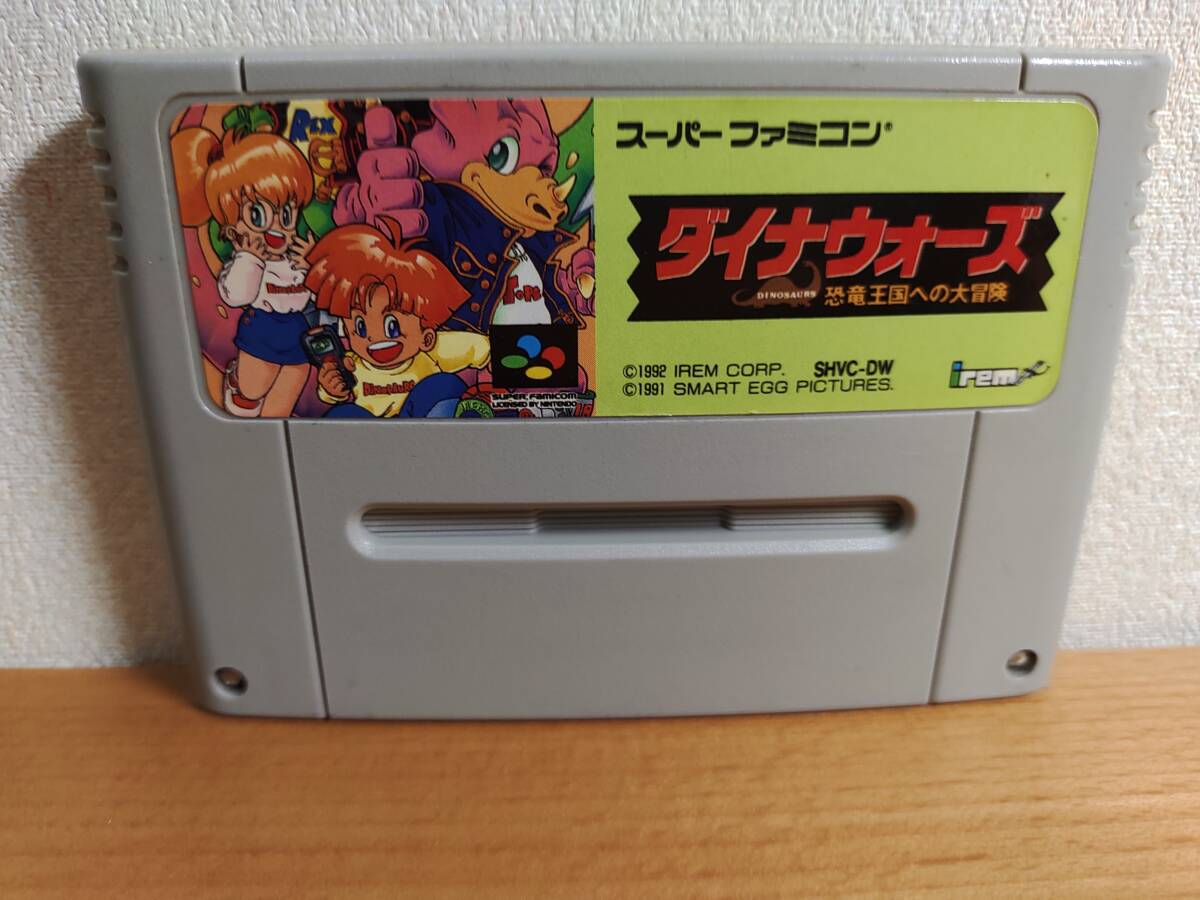 スーパーファミコン®
ダイナウォーズ
DINOSAURS 恐竜王国への大冒険
©1992 IREM CORP. SHVC-DW
©1991 SMART EGG PICTURES.
irem
REX
DINOSAURS
SUPER FAMICOM
LICENSED BY NINTENDO